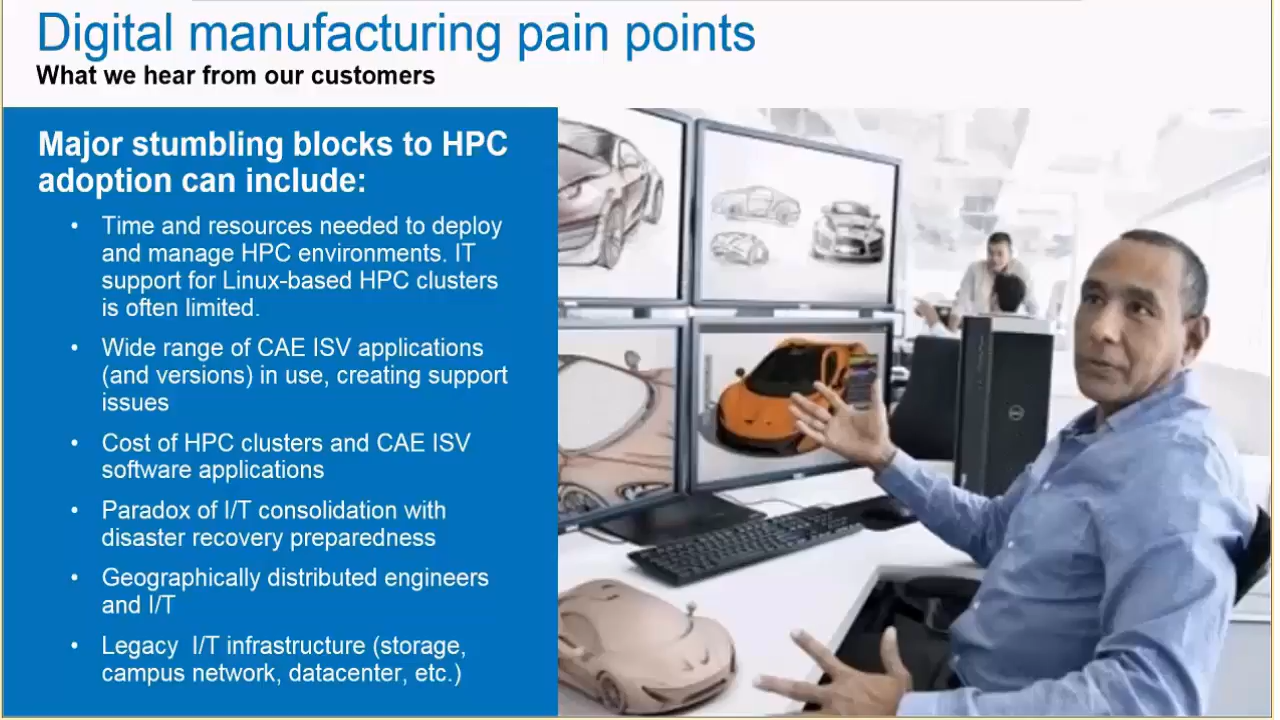 Digital manufacturing pain points
What we hear from our customers
Major stumbling blocks to HPC
adoption can include:
• Time and resources needed to deploy
and manage HPC environments. IT
support for Linux-based HPC clusters
is often limited.
• Wide range of CAE ISV applications
(and versions) in use, creating support
issues
• Cost of HPC clusters and CAE ISV
software applications
• Paradox of I/T consolidation with
disaster recovery preparedness
• Geographically distributed engineers
and I/T
• Legacy I/T infrastructure (storage,
campus network, datacenter, etc.)
DELL